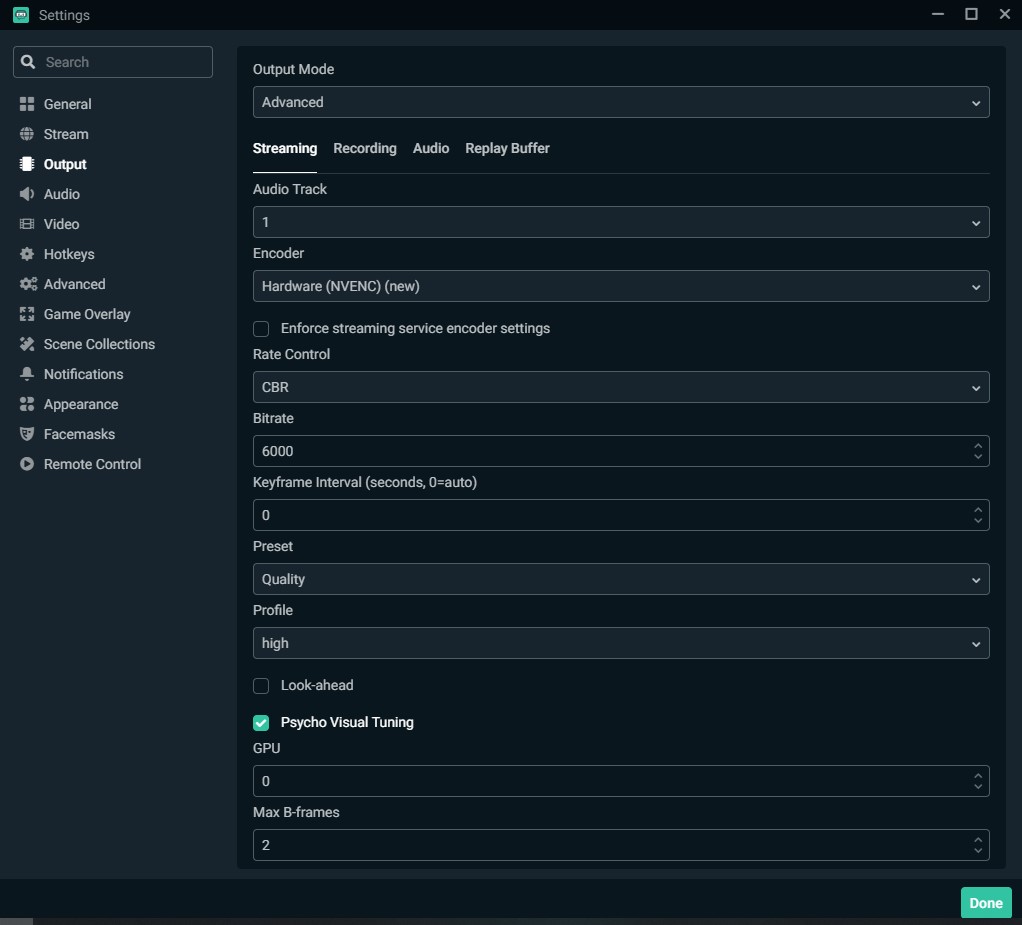 Settings
Search
General
Stream
Output
Audio
Video
Hotkeys
Advanced
Game Overlay
Scene Collections
Notifications
Appearance
Facemasks
Remote Control
Output Mode
Advanced
Streaming Recording Audio Replay Buffer
Audio Track
1
Encoder
Hardware (NVENC) (new)
Enforce streaming service encoder settings
Rate Control
CBR
Bitrate
6000
Keyframe Interval (seconds, 0=auto)
0
Preset
Quality
Profile
high
Look-ahead
Psycho Visual Tuning
GPU
0
Max B-frames
2
Done